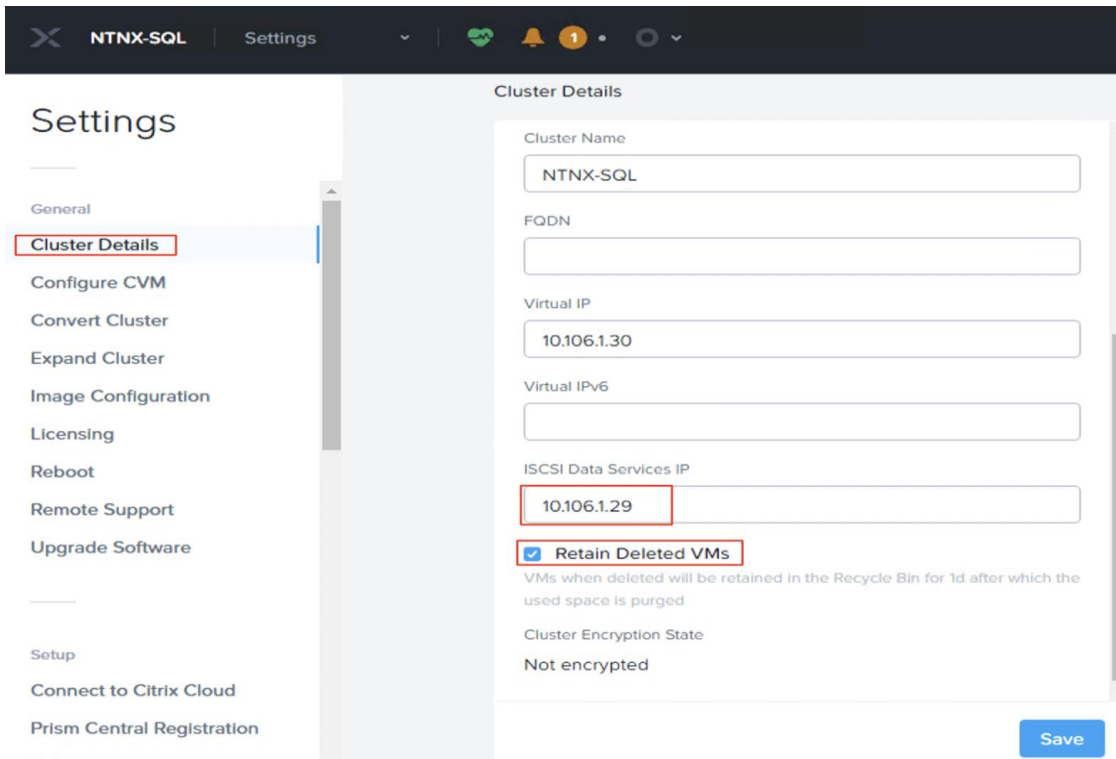 NTNX-SQL Settings 1
Settings
General
Cluster Details
Configure CVM
Convert Cluster
Expand Cluster
Image Configuration
Licensing
Reboot
Remote Support
Upgrade Software
Setup
Connect to Citrix Cloud
Prism Central Registration
Cluster Details
Cluster Name
NTNX-SQL
FQDN
Virtual IP
10.106.1.30
Virtual IPv6
ISCSI Data Services IP
10.106.1.29
Retain Deleted VMs
VMs when deleted will be retained in the Recycle Bin for 1d after which the
used space is purged
Cluster Encryption State
Not encrypted
Save